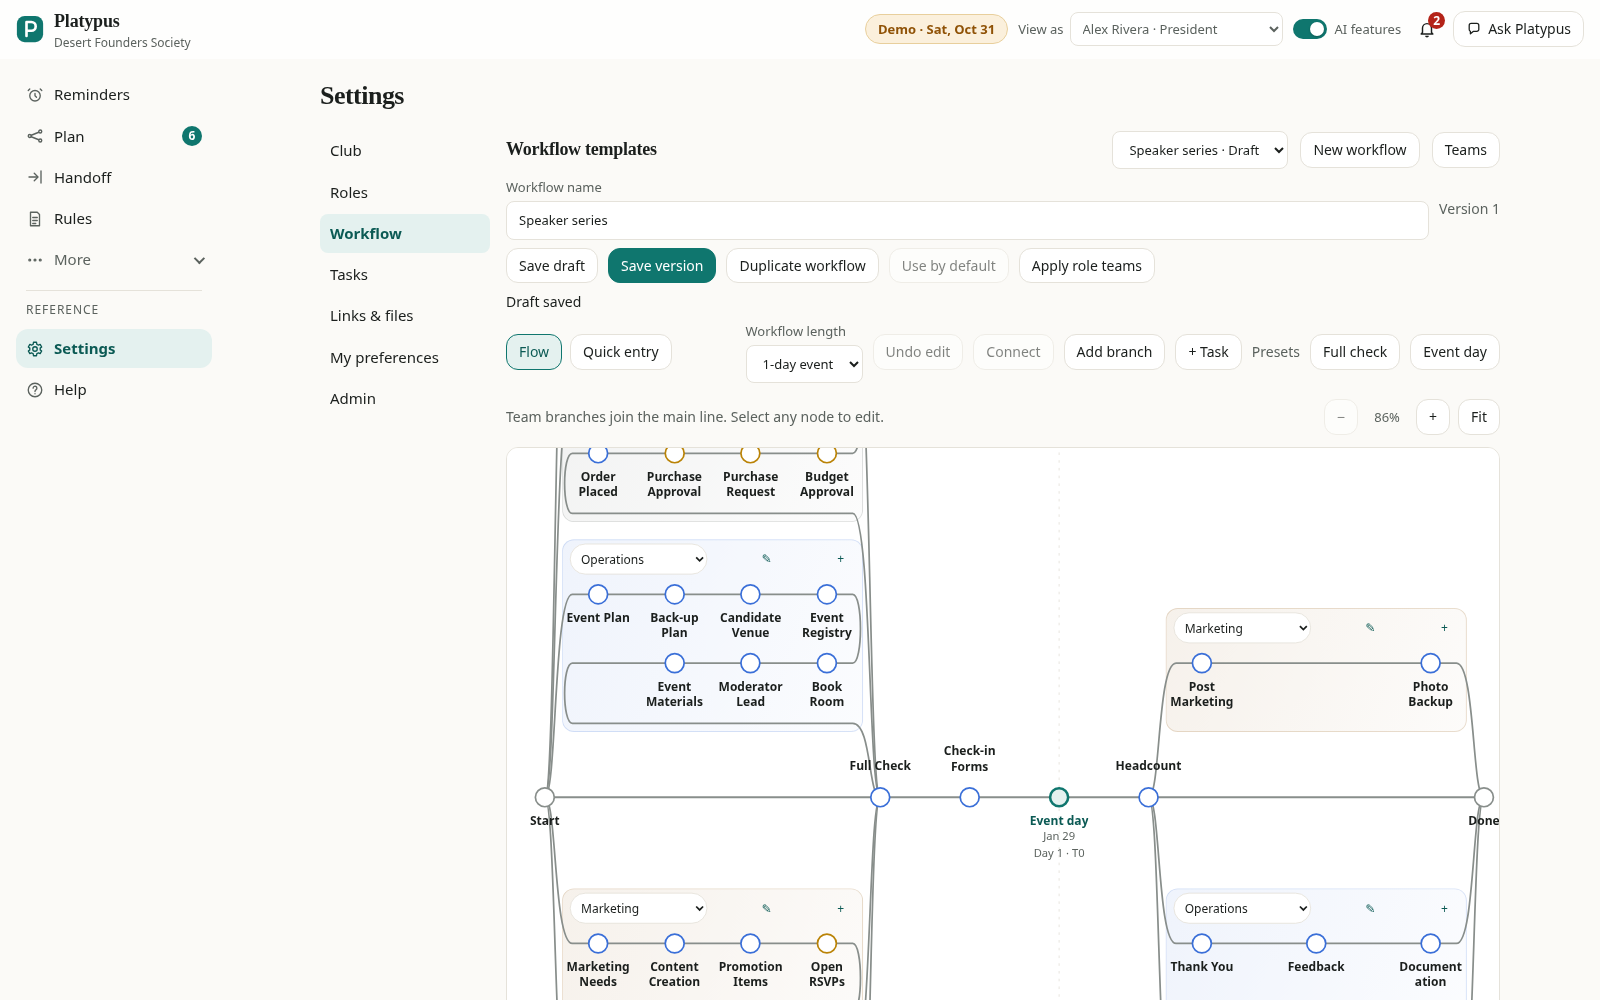 Platypus
Desert Founders Society
Demo · Sat, Oct 31
View as
Alex Rivera · President
AI features
2
Ask Platypus
Reminders
Plan
6
Handoff
Rules
More
REFERENCE
Settings
Help
Settings
Club
Roles
Workflow
Tasks
Links & files
My preferences
Admin
Workflow templates
Speaker series · Draft
New workflow
Teams
Workflow name
Speaker series
Version 1
Save draft
Save version
Duplicate workflow
Use by default
Apply role teams
Draft saved
Flow
Quick entry
Workflow length
1-day event
Undo edit
Connect
Add branch
+ Task
Presets
Full check
Event day
Team branches join the main line. Select any node to edit.
−
86%
+
Fit
Order
Placed
Purchase
Approval
Purchase
Request
Budget
Approval
Operations
✎
+
Event Plan
Back-up
Plan
Candidate
Venue
Event
Registry
Event
Materials
Moderator
Lead
Book
Room
Marketing
✎
+
Post
Marketing
Photo
Backup
Start
Full Check
Check-in
Forms
Event day
Jan 29
Day 1 · T0
Headcount
Done
Marketing
✎
+
Marketing
Needs
Content
Creation
Promotion
Items
Open
RSVPs
Operations
✎
+
Thank You
Feedback
Document
ation